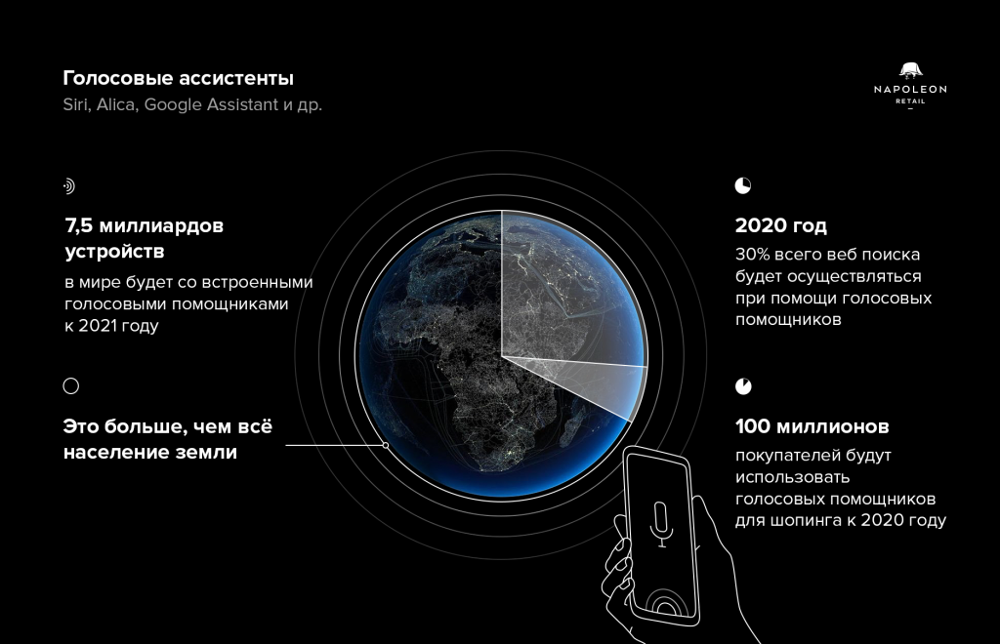 Голосовые ассистенты
Siri, Alica, Google Assistant и др.
NAPOLEON
RETAIL
7,5 миллиардов
устройств
в мире будет со встроенными
голосовыми помощниками
к 2021 году
Это больше, чем всё
население земли
2020 год
30% всего веб поиска
будет осуществляться
при помощи голосовых
помощников
100 миллионов
покупателей будут
использовать
голосовых помощников
для шопинга к 2020 году